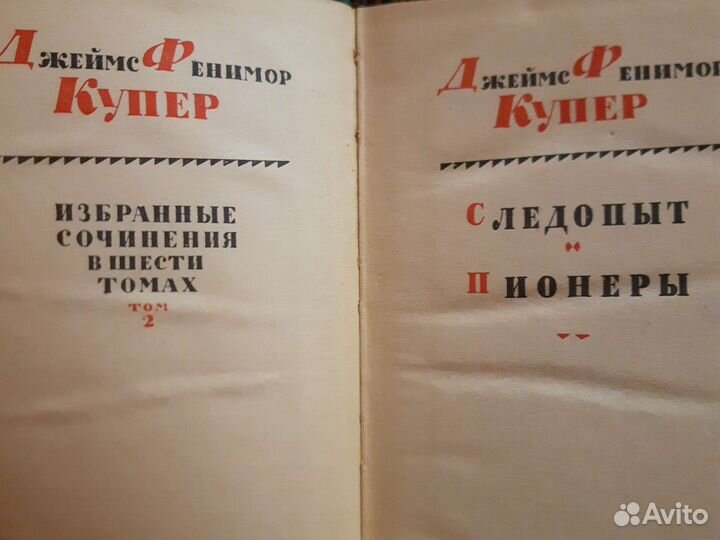 Джеймс Фенимор
Купер
ИЗБРАННЫЕ
СОЧИНЕНИЯ
В ШЕСТИ
ТОМАХ
ТОМ
2
Джеймс Фенимор
Купер
СЛЕДОПЫТ
ПИОНЕРЫ
Avito